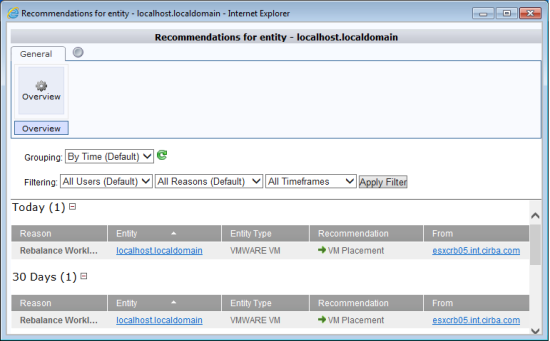 Recommendations for entity - localhost.localdomain - Internet Explorer
Recommendations for entity - localhost.localdomain
General
Overview
Overview
Grouping: By Time (Default)
Filtering: All Users (Default) All Reasons (Default) All Timeframes Apply Filter
Today (1)
Reason Entity Entity Type Recommendation From
Rebalance Workl... localhost.localdomain VMWARE VM VM Placement esxcrb05.int.cirba.com
30 Days (1)
Reason Entity Entity Type Recommendation From
Rebalance Workl... localhost.localdomain VMWARE VM VM Placement esxcrb05.int.cirba.com